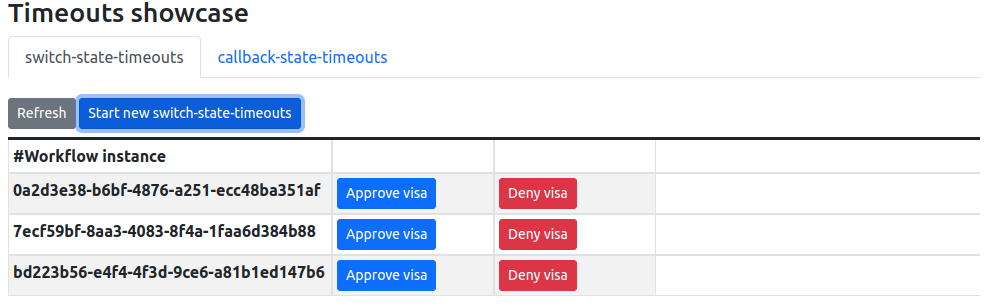 Timeouts showcase
switch-state-timeouts callback-state-timeouts
Refresh Start new switch-state-timeouts
#Workflow instance
0a2d3e38-b6bf-4876-a251-ecc48ba351af Approve visa Deny visa
7ecf59bf-8aa3-4083-8f4a-1faa6d384b88 Approve visa Deny visa
bd223b56-e4f4-4f3d-9ce6-a81b1ed147b6 Approve visa Deny visa